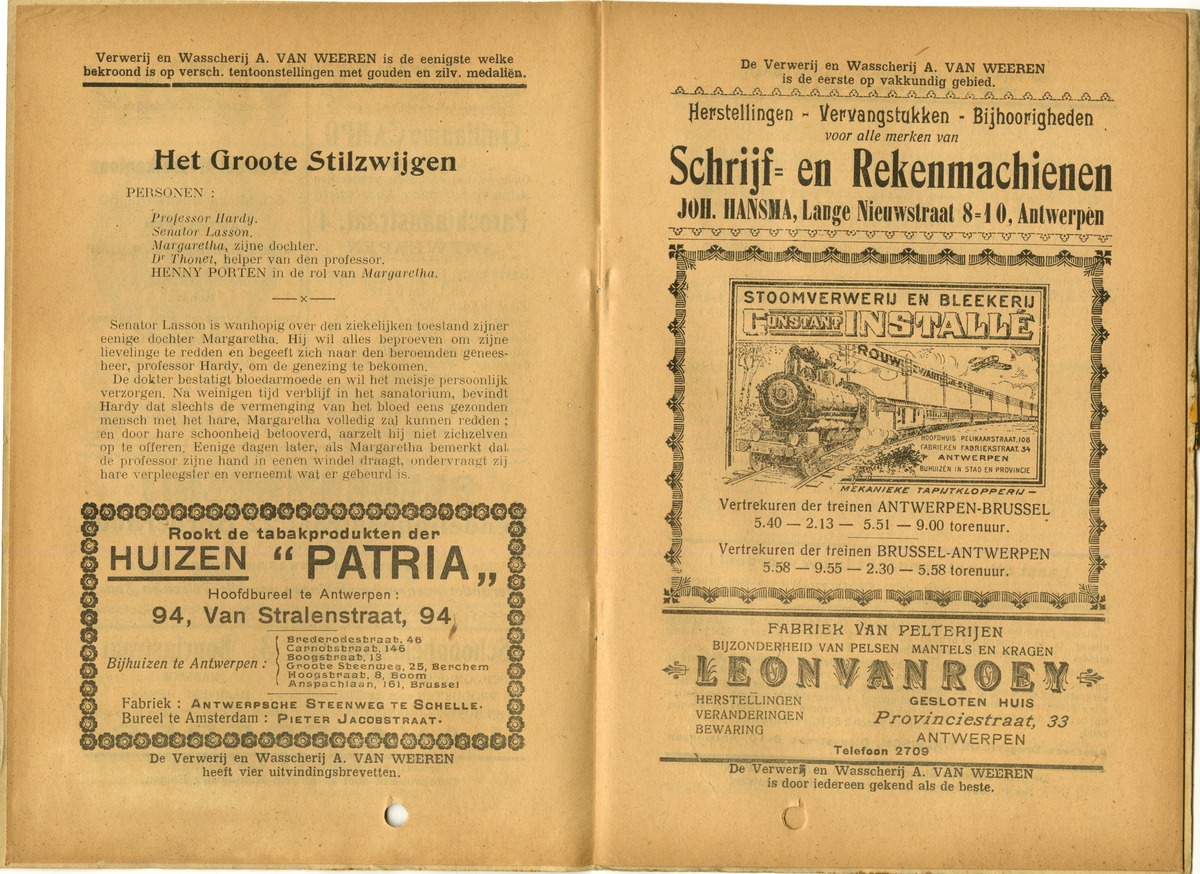 Verwerij en Wasscherij A. VAN WEEREN is de eenigste welke
bekroond is op versch. tentoonstellingen met gouden en zilv. medaliën.
Het Groote Stilzwijgen
PERSONEN :
Professor Hardy.
Senator Lasson.
Margaretha, zijne dochter.
Dr Thonet, helper van den professor.
HENNY PORTEN in de rol van Margaretha.
Senator Lasson is wanhopig over den ziekelijken toestand zijner
eenige dochter Margaretha. Hij wil alles beproeven om zijne
lievelinge te redden en begeeft zich naar den beroemden genees-
heer, professor Hardy, om de genezing te bekomen.
De dokter bestatigt bloedarmoede en wil het meisje persoonlijk
verzorgen. Na weinigen tijd verblijf in het sanatorium, bevindt
Hardy dat slechts de vermenging van het bloed eens gezonden
mensch met het hare, Margaretha volledig zal kunnen redden ;
en door hare schoonheid betooverd, aarzelt hij niet zichzelven
op te offeren. Eenige dagen later, als Margaretha bemerkt dat
de professor zijne hand in eenen windel draagt, ondervraagt zij
hare verpleegster en verneemt wat er gebeurd is.
Rookt de tabakprodukten der
HUIZEN “ PATRIA „
Hoofdbureel te Antwerpen :
94, Van Stralenstraat, 94
Bijhuizen te Antwerpen :
Brederodestraat, 46
Carnotstraat, 146
Boogstraat, 13
Groote Steenweg, 25, Berchem
Hoogstraat, 8, Boom
Anspachlaan, 161, Brussel
Fabriek : ANTWERPSCHE STEENWEG TE SCHELLE.
Bureel te Amsterdam : PIETER JACOBSTRAAT.
De Verwerij en Wasscherij A. VAN WEEREN
heeft vier uitvindingsbrevetten.
De Verwerij en Wasscherij A. VAN WEEREN
is de eerste op vakkundig gebied.
Herstellingen - Vervangstukken - Bijhoorigheden
voor alle merken van
Schrijf= en Rekenmachienen
JOH. HANSMA, Lange Nieuwstraat 8=10, Antwerpen
STOOMVERWERIJ EN BLEEKERIJ
CONSTANT INSTALLÉ
ROUW ZWART IN 24 UREN
HOOFDHUIS PELIKAANSTRAAT. 108
FABRIEKEN FABRIEKSTRAAT. 34
ANTWERPEN
BIJHUIZEN IN STAD EN PROVINCIE
MEKANIEKE TAPIJTKLOPPERIJ
Vertrekuren der treinen ANTWERPEN-BRUSSEL
5.40 — 2.13 — 5.51 — 9.00 torenuur.
Vertrekuren der treinen BRUSSEL-ANTWERPEN
5.58 — 9.55 — 2.30 — 5.58 torenuur.
FABRIEK VAN PELTERIJEN
BIJZONDERHEID VAN PELSEN MANTELS EN KRAGEN
LEON VAN ROEY
HERSTELLINGEN
VERANDERINGEN
BEWARING
GESLOTEN HUIS
Provinciestraat, 33
ANTWERPEN
Telefoon 2709
De Verwerij en Wasscherij A. VAN WEEREN
is door iedereen gekend als de beste.